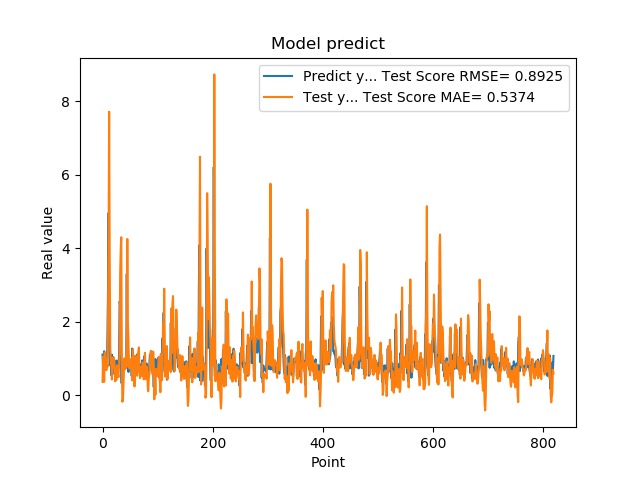 Model predict
Predict y... Test Score RMSE= 0.8925
Test y... Test Score MAE= 0.5374
Real value
8
6
4
2
0
0 200 400 600 800
Point